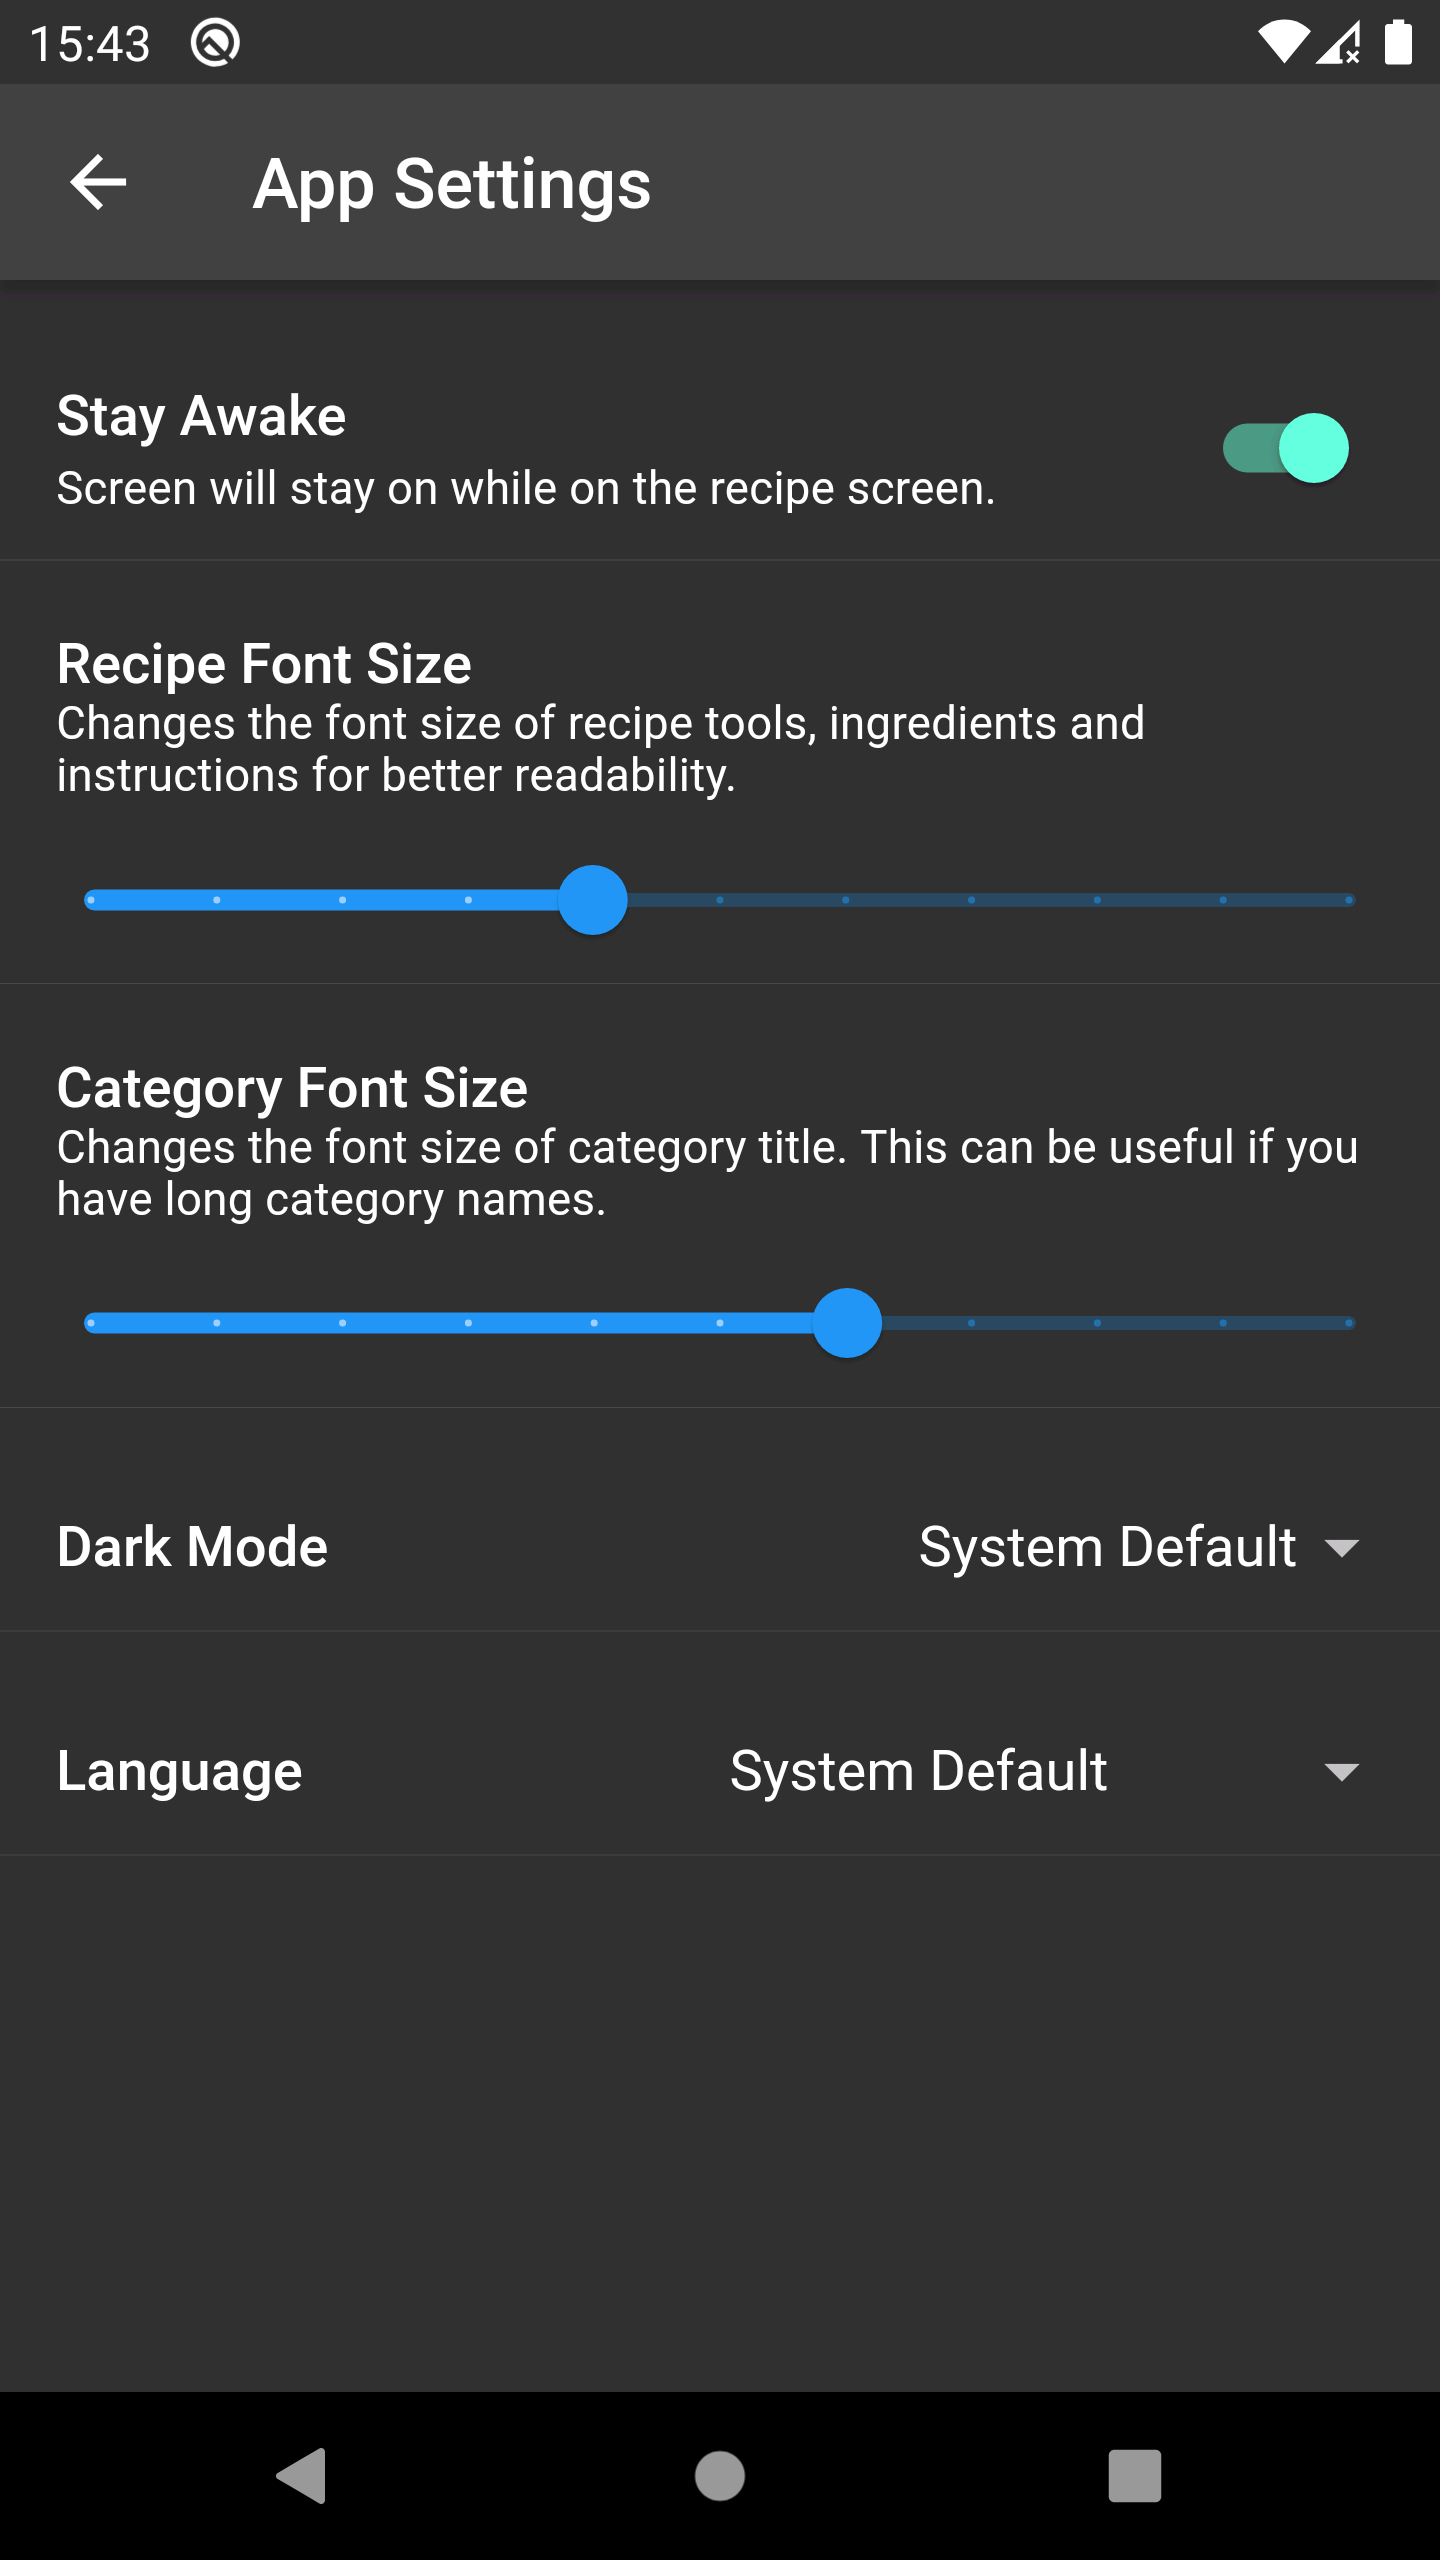 15:43
App Settings
Stay Awake
Screen will stay on while on the recipe screen.
Recipe Font Size
Changes the font size of recipe tools, ingredients and
instructions for better readability.
Category Font Size
Changes the font size of category title. This can be useful if you
have long category names.
Dark Mode System Default
Language System Default